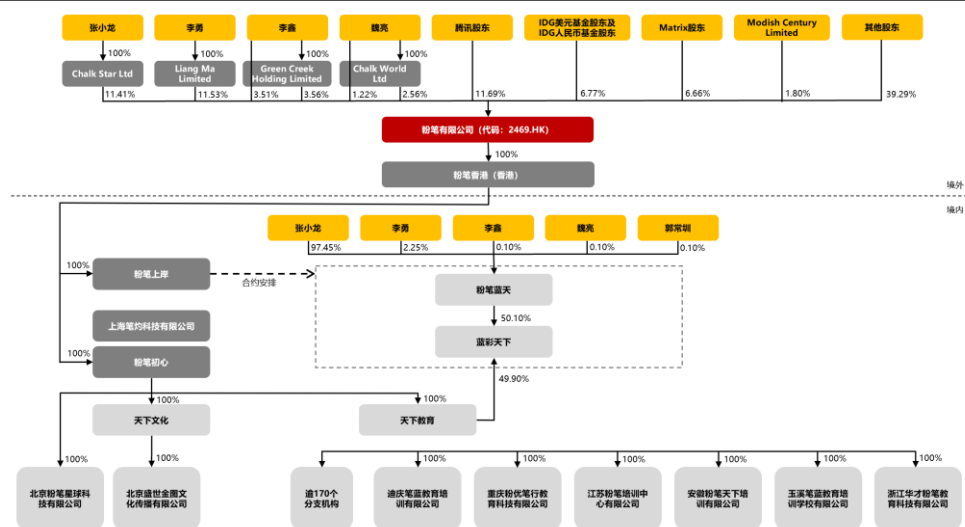 张小龙
李勇
李鑫
魏亮
腾讯股东
IDG美元基金股东及
IDG人民币基金股东
Matrix股东
Modish Century
Limited
其他股东
100%
100%
100%
100%
Chalk Star Ltd
Liang Ma
Limited
Green Creek
Holding Limited
Chalk World
Ltd
11.41%
11.53%
3.51%
3.56%
1.22%
2.56%
11.69%
6.77%
6.66%
1.80%
39.29%
粉笔有限公司（代码：2469.HK）
100%
粉笔香港（香港）
境外
境内
张小龙
李勇
李鑫
魏亮
郭常圳
97.45%
2.25%
0.10%
0.10%
0.10%
100%
粉笔上岸
合约安排
粉笔蓝天
50.10%
上海笔灼科技有限公司
蓝彩天下
100%
粉笔初心
49.90%
100%
100%
天下文化
天下教育
100%
100%
100%
100%
100%
100%
100%
100%
100%
北京粉笔星球科
技有限公司
北京盛世金图文
化传播有限公司
逾170个
分支机构
迪庆笔蓝教育培
训有限公司
重庆粉优笔行教
育科技有限公司
江苏粉笔培训中
心有限公司
安徽粉笔天下培
训有限公司
玉溪笔蓝教育培
训学校有限公司
浙江华才粉笔教
育科技有限公司